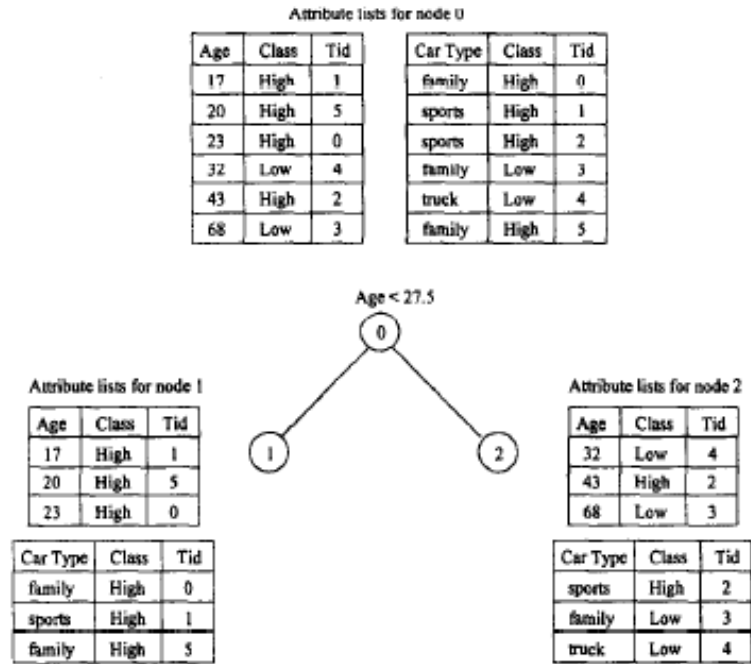 Attribute lists for node 0
Age Class Tid Car Type Class Tid
17 High 1 family High 0
20 High 5 sports High 1
23 High 0 sports High 2
32 Low 4 family Low 3
43 High 2 truck Low 4
68 Low 3 family High 5
Age < 27.5
0
Attribute lists for node 1
Age Class Tid
17 High 1
20 High 5
23 High 0
Car Type Class Tid
family High 0
sports High 1
family High 5
1
2
Attribute lists for node 2
Age Class Tid
32 Low 4
43 High 2
68 Low 3
Car Type Class Tid
sports High 2
family Low 3
truck Low 4